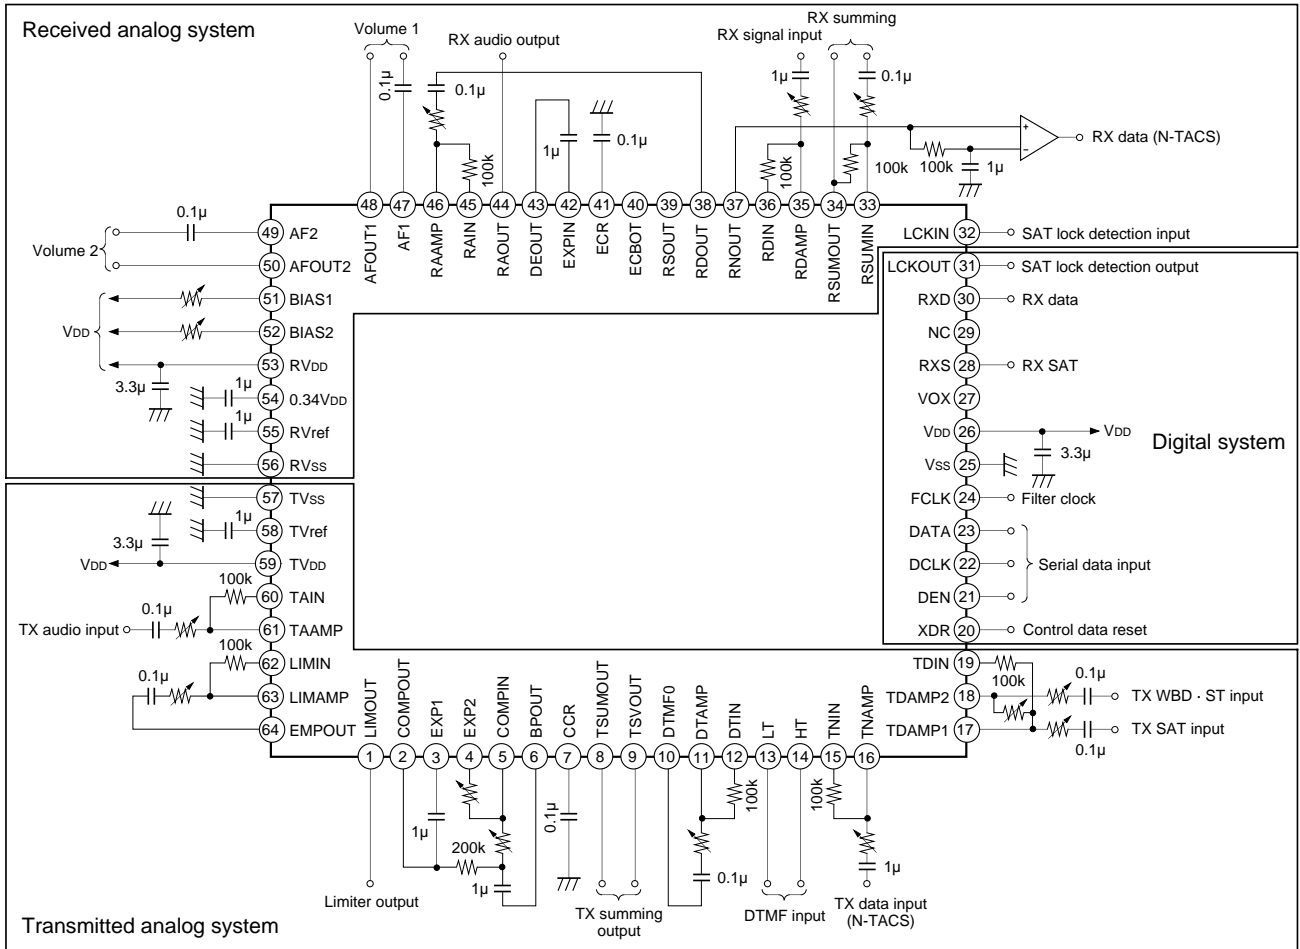 Received analog system
Volume 1
RX audio output
RX signal input
RX summing
0.1µ
0.1µ
1µ
0.1µ
1µ
0.1µ
100k
100k
100k
100k
1µ
+
−
RX data (N-TACS)
48 47 46 45 44 43 42 41 40 39 38 37 36 35 34 33
AFOUT1 AF1 RAAMP RAIN RAOUT DEOUT EXPIN ECR ECBOT RSOUT RDOUT RNOUT RDIN RDAMP RSUMOUT RSUMIN
Volume 2
0.1µ
49 AF2
50 AFOUT2
51 BIAS1
VDD
52 BIAS2
53 RVDD
3.3µ
1µ
54 0.34VDD
1µ
55 RVref
56 RVSS
57 TVSS
1µ
58 TVref
3.3µ
VDD
59 TVDD
100k
60 TAIN
TX audio input
0.1µ
61 TAAMP
100k
62 LIMIN
0.1µ
63 LIMAMP
64 EMPOUT
LCKIN 32 SAT lock detection input
LCKOUT 31 SAT lock detection output
RXD 30 RX data
NC 29
RXS 28 RX SAT
VOX 27
VDD 26 VDD
3.3µ
Digital system
VSS 25
FCLK 24 Filter clock
DATA 23
DCLK 22 Serial data input
DEN 21
XDR 20 Control data reset
TDIN 19
100k
0.1µ
TDAMP2 18 TX WBD · ST input
TDAMP1 17 TX SAT input
0.1µ
LIMOUT COMPOUT EXP1 EXP2 COMPIN BPOUT CCR TSUMOUT TSVOUT DTMF0 DTAMP DTIN LT HT TNIN TNAMP
1 2 3 4 5 6 7 8 9 10 11 12 13 14 15 16
1µ
200k
1µ
0.1µ
0.1µ
100k
100k
1µ
Limiter output
TX summing
output
DTMF input
TX data input
(N-TACS)
Transmitted analog system